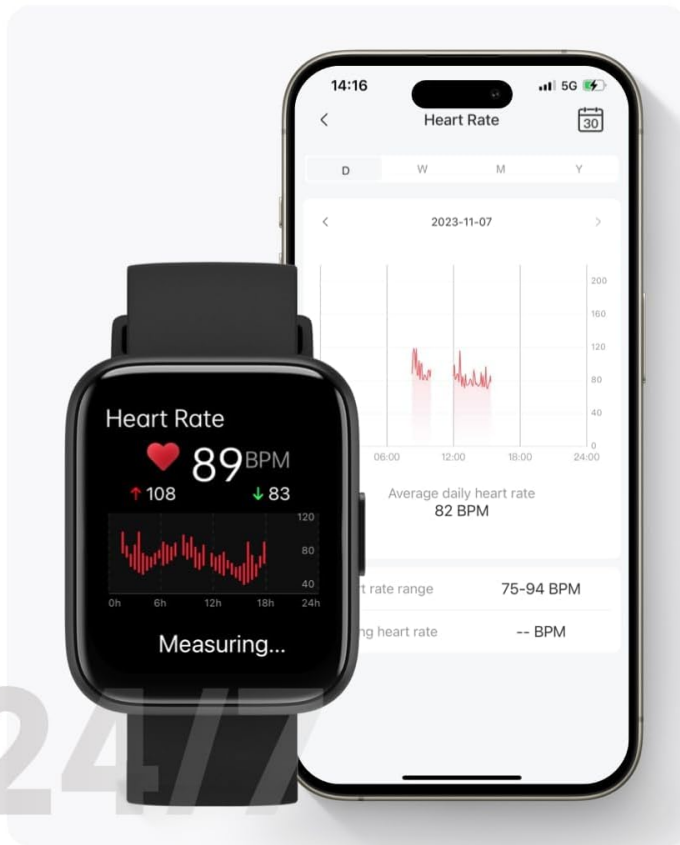 14:16
5G
Heart Rate
30
D W M Y
2023-11-07
200
160
120
80
40
0
06:00 12:00 18:00 24:00
Average daily heart rate
82 BPM
t rate range 75-94 BPM
ng heart rate -- BPM
Heart Rate
89 BPM
↑ 108 ↓ 83
120
80
40
0h 6h 12h 18h 24h
Measuring...
24/7